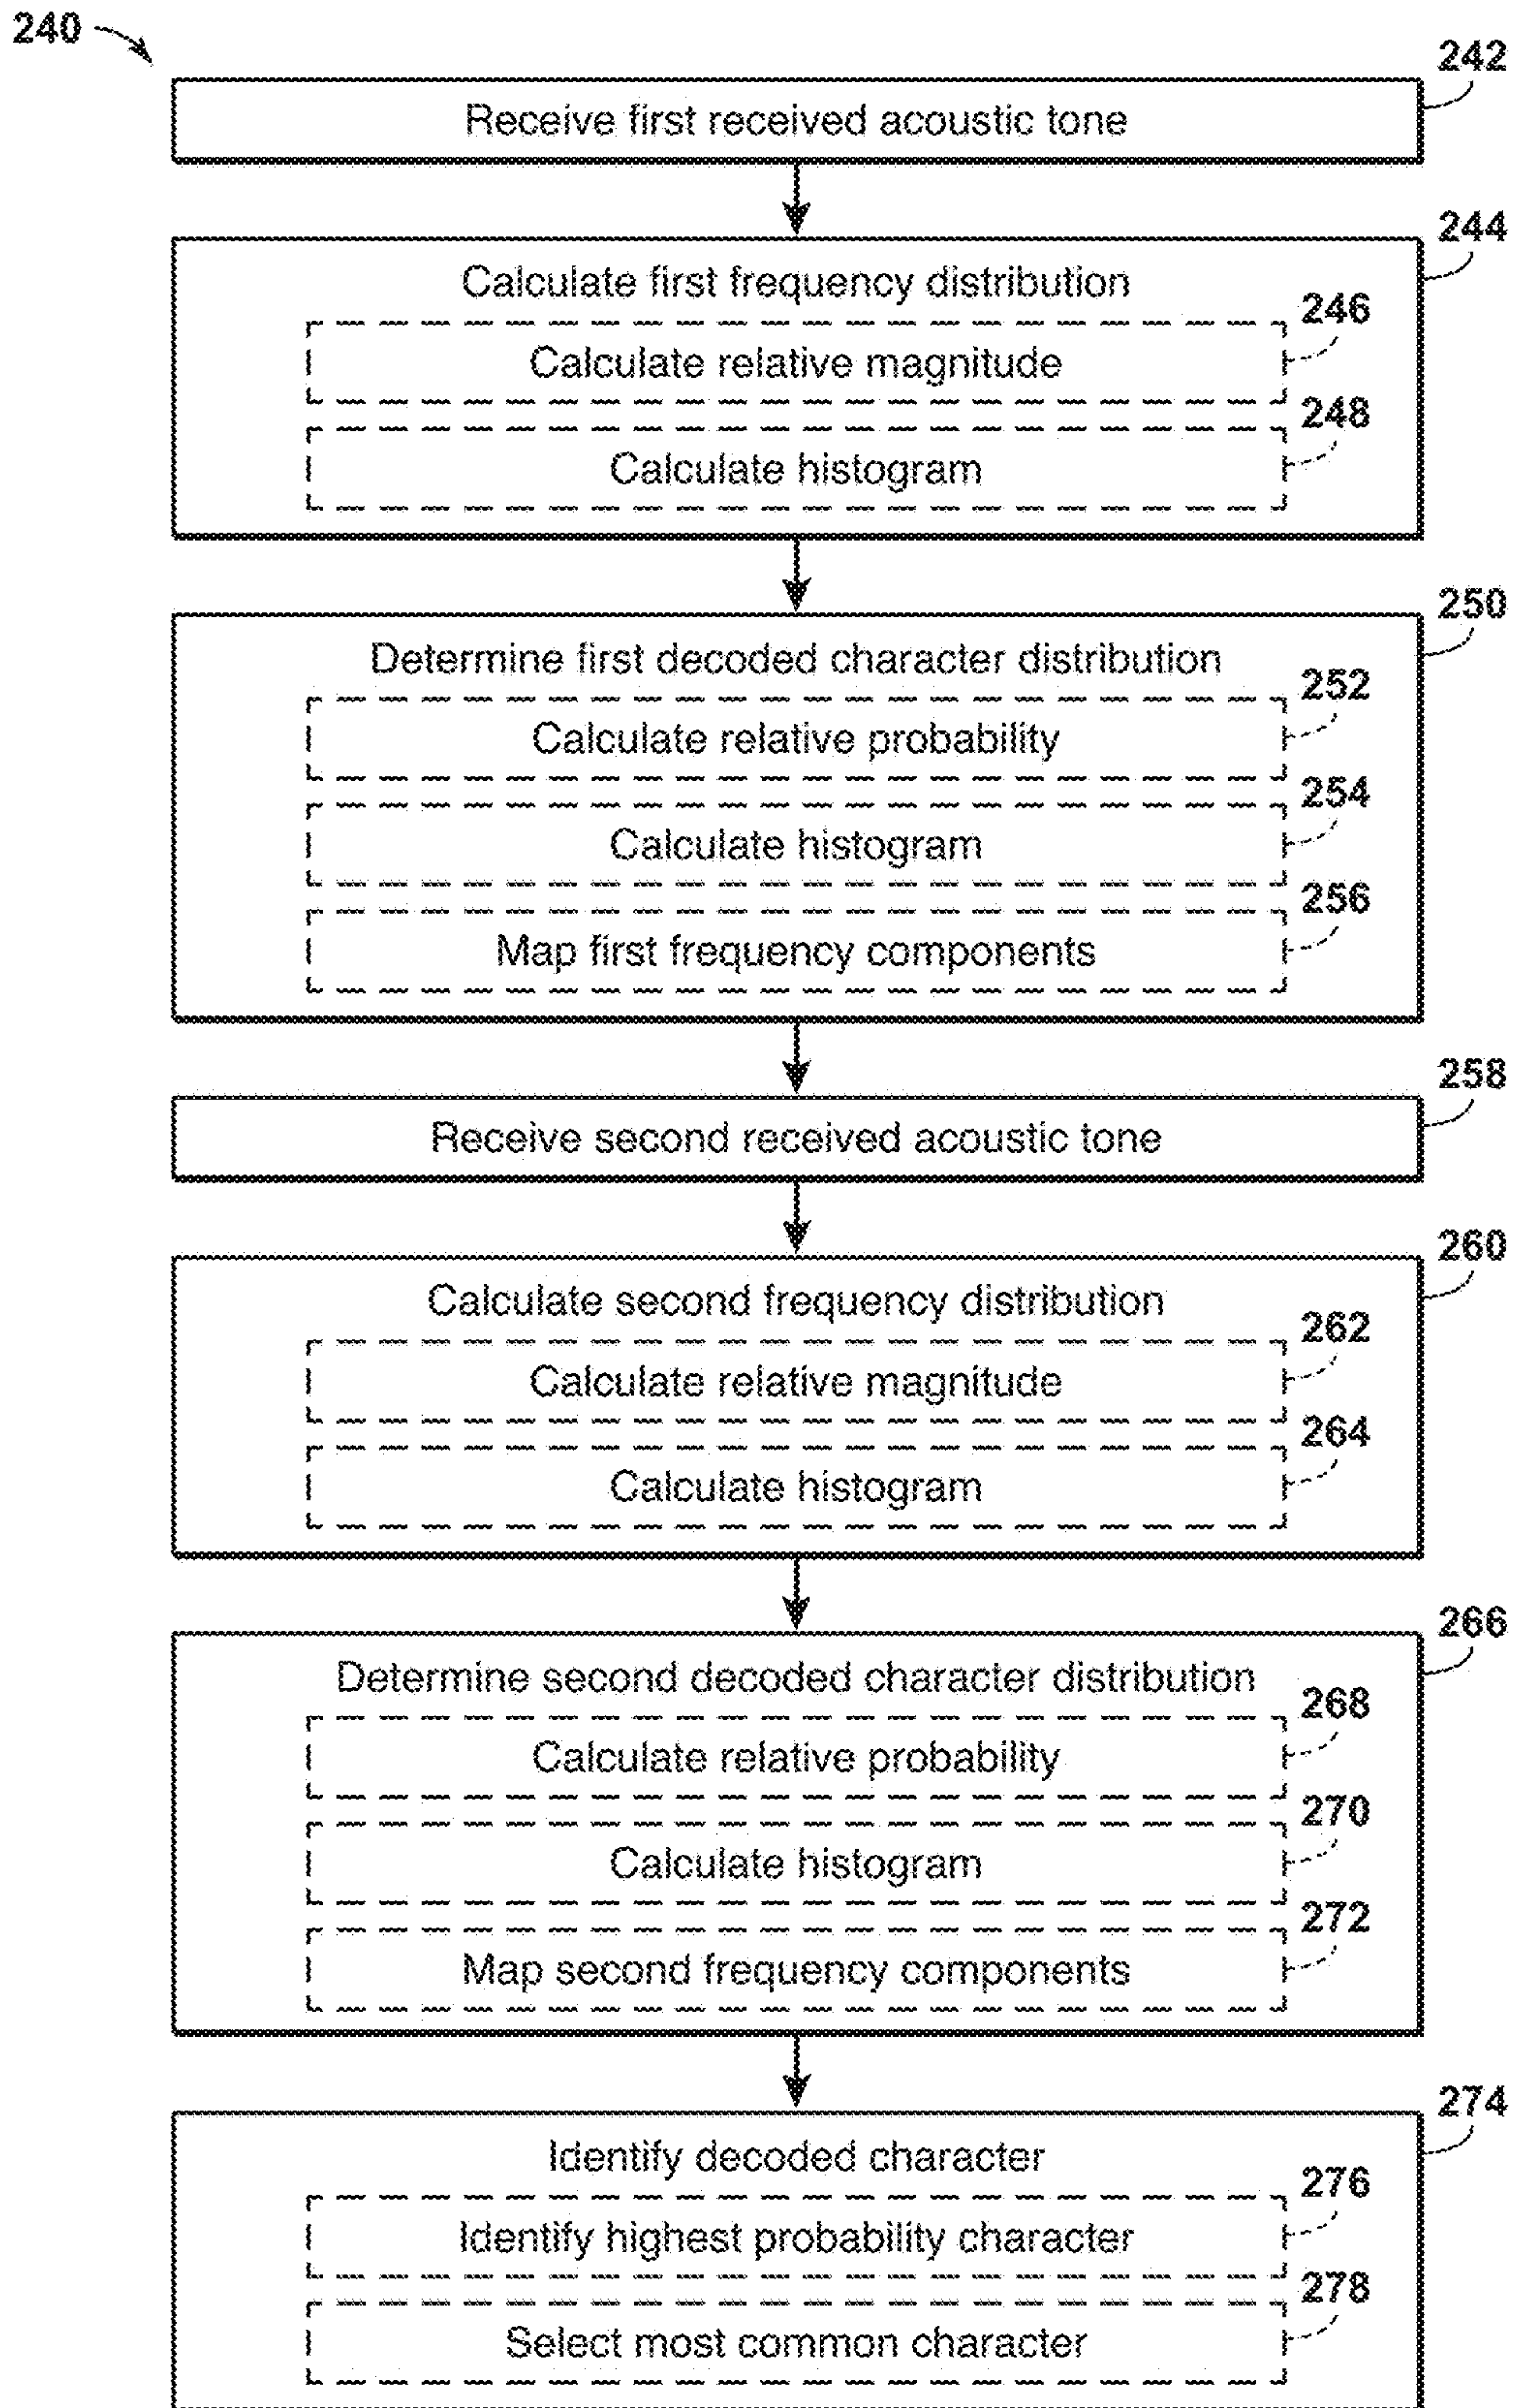 240
242
Receive first received acoustic tone
244
Calculate first frequency distribution
246
Calculate relative magnitude
248
Calculate histogram
250
Determine first decoded character distribution
252
Calculate relative probability
254
Calculate histogram
256
Map first frequency components
258
Receive second received acoustic tone
260
Calculate second frequency distribution
262
Calculate relative magnitude
264
Calculate histogram
266
Determine second decoded character distribution
268
Calculate relative probability
270
Calculate histogram
272
Map second frequency components
274
Identify decoded character
276
Identify highest probability character
278
Select most common character